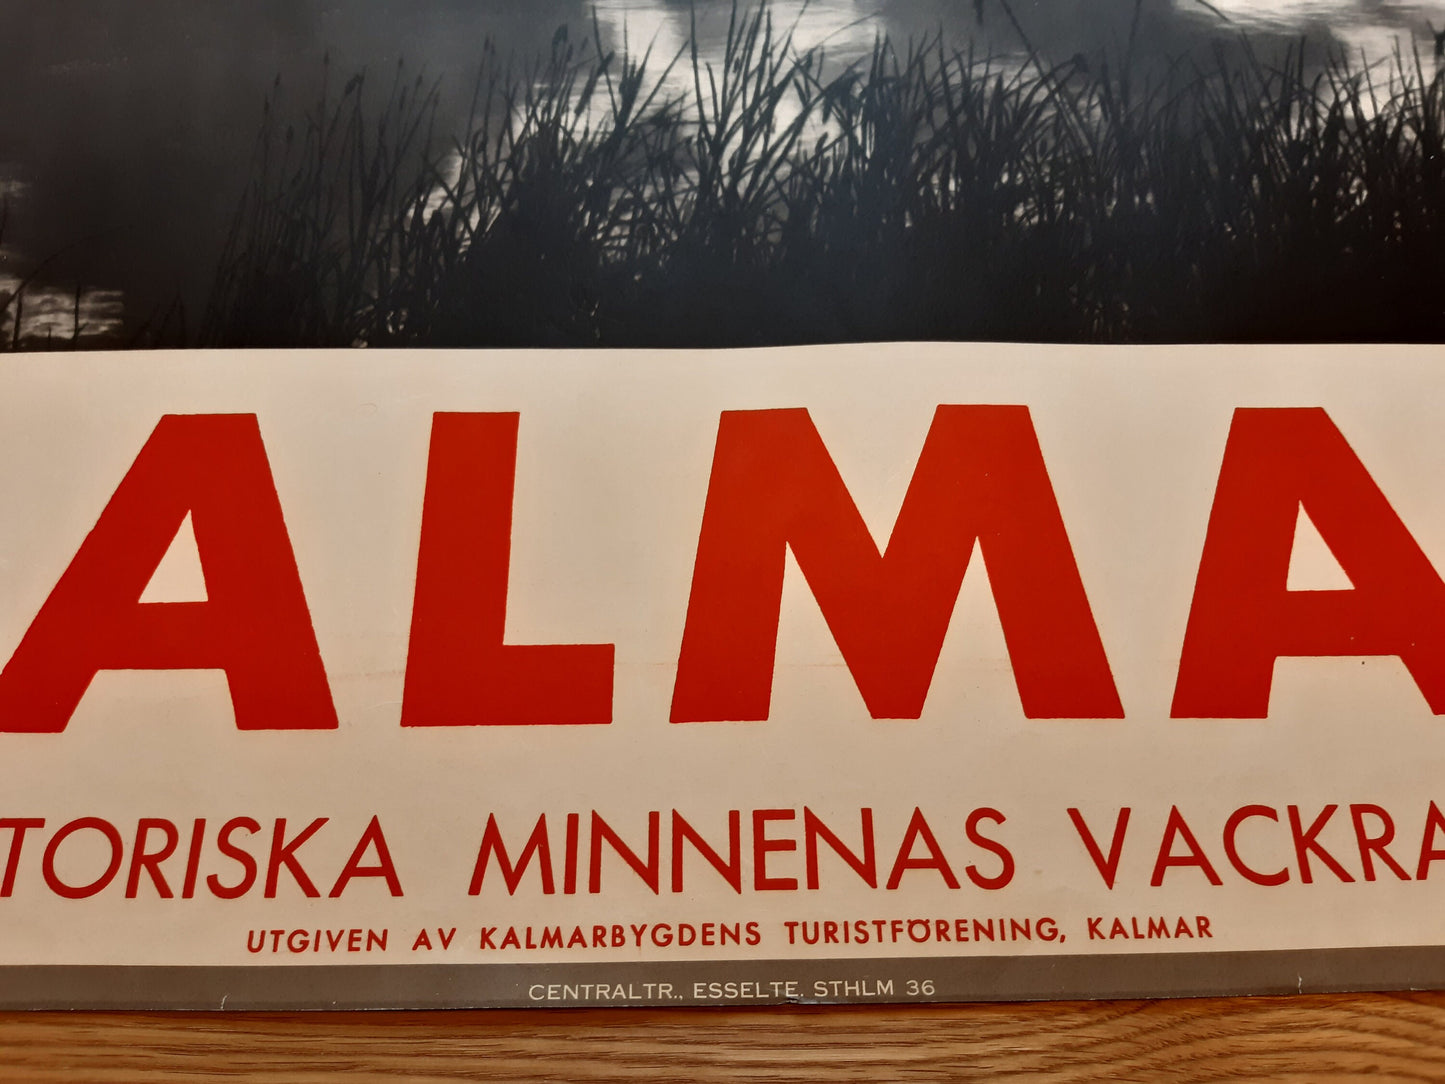 ALMA
TORISKA MINNENAS VACKRA
UTGIVEN AV KALMARBYGDENS TURISTFÖRENING, KALMAR
CENTRALTR., ESSELTE. STHLM 36